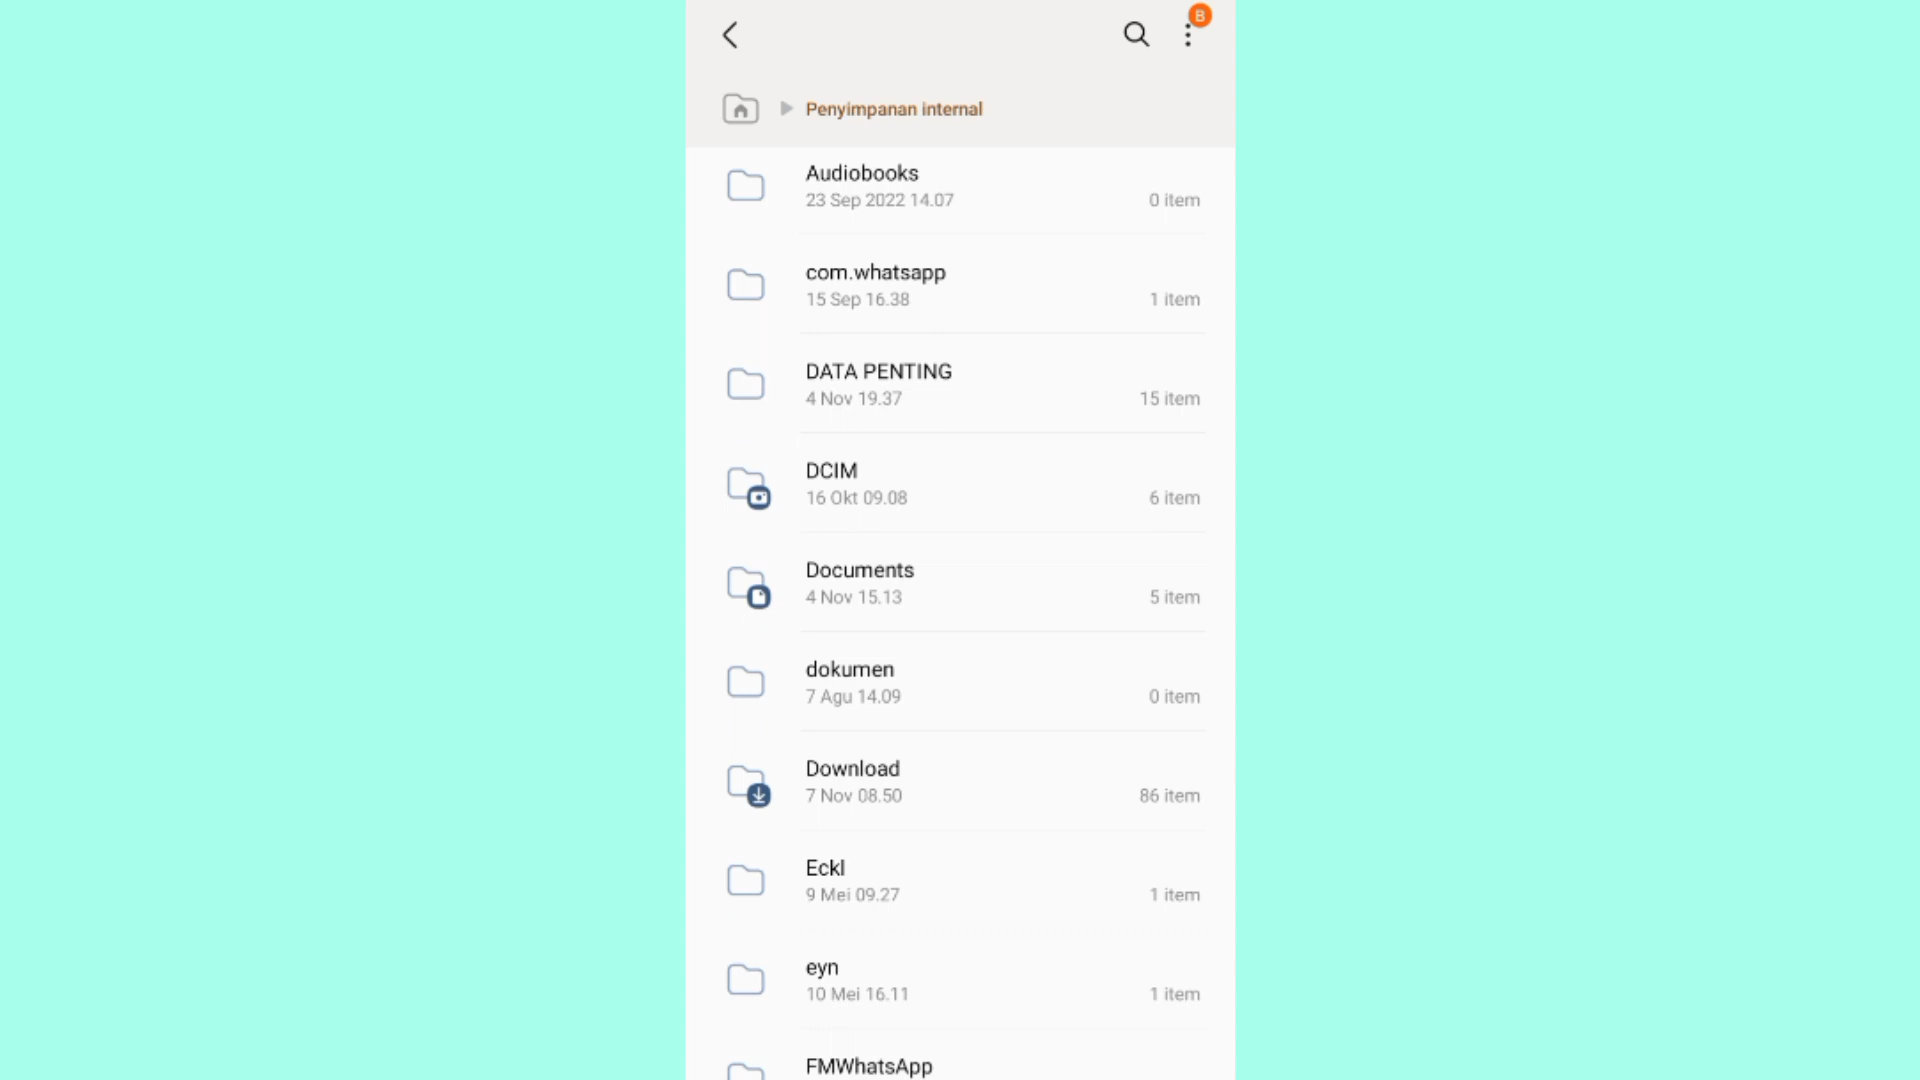 B
Penyimpanan internal
Audiobooks
23 Sep 2022 14.07
0 item
com.whatsapp
15 Sep 16.38
1 item
DATA PENTING
4 Nov 19.37
15 item
DCIM
16 Okt 09.08
6 item
Documents
4 Nov 15.13
5 item
dokumen
7 Agu 14.09
0 item
Download
7 Nov 08.50
86 item
Eckl
9 Mei 09.27
1 item
eyn
10 Mei 16.11
1 item
FMWhatsApp